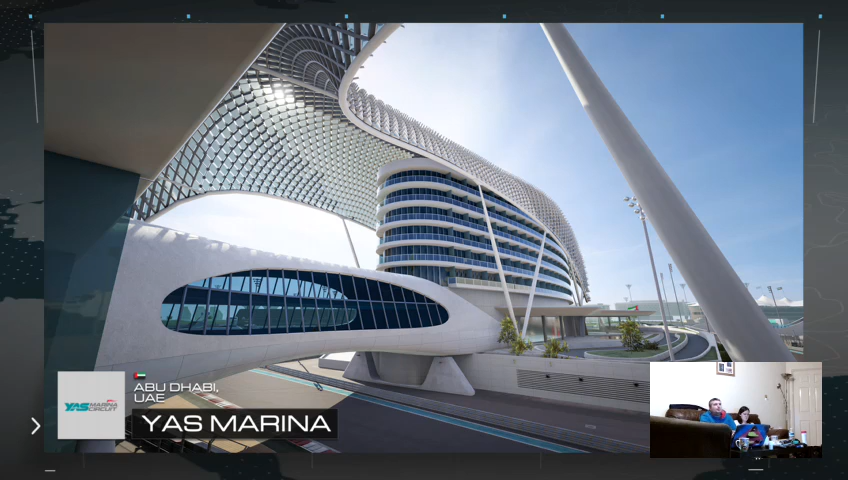 ABU DHABI,
UAE
YAS MARINA
CIRCUIT
YAS MARINA